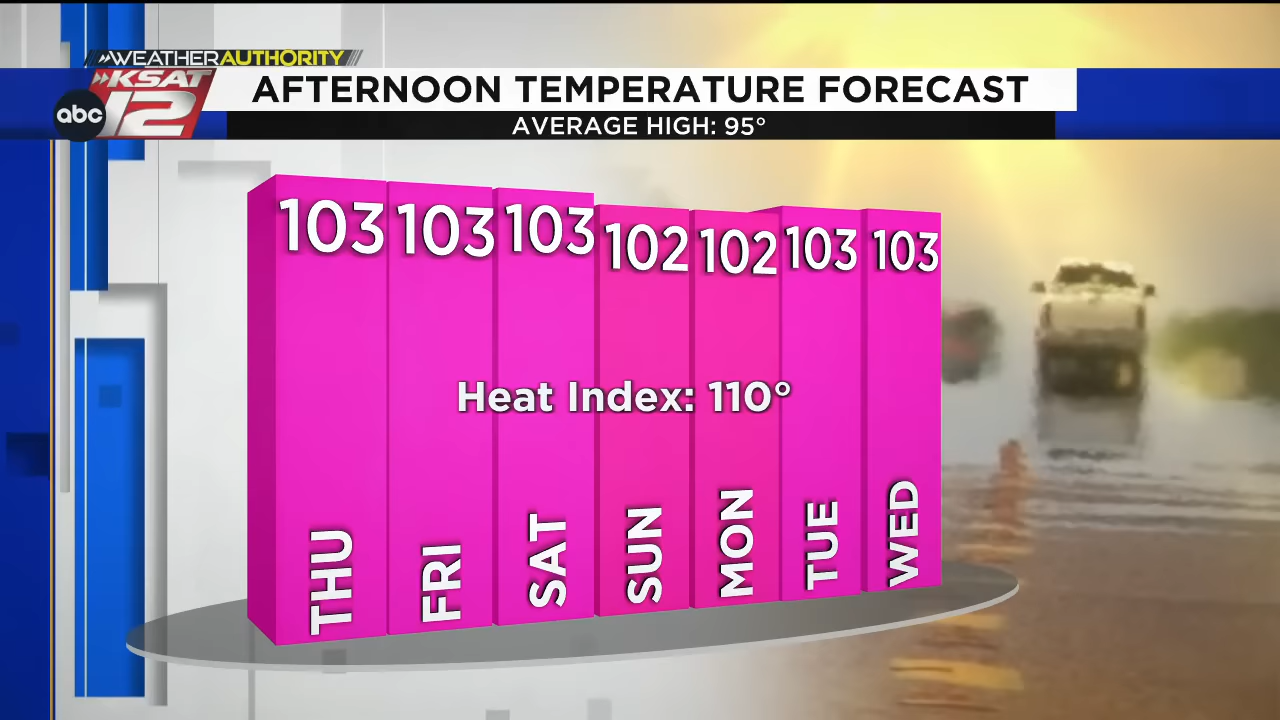 WEATHERAUTHORITY
KSAT
abc 12
AFTERNOON TEMPERATURE FORECAST
AVERAGE HIGH: 95°
103 103 103 102 102 103 103
Heat Index: 110°
THU FRI SAT SUN MON TUE WED